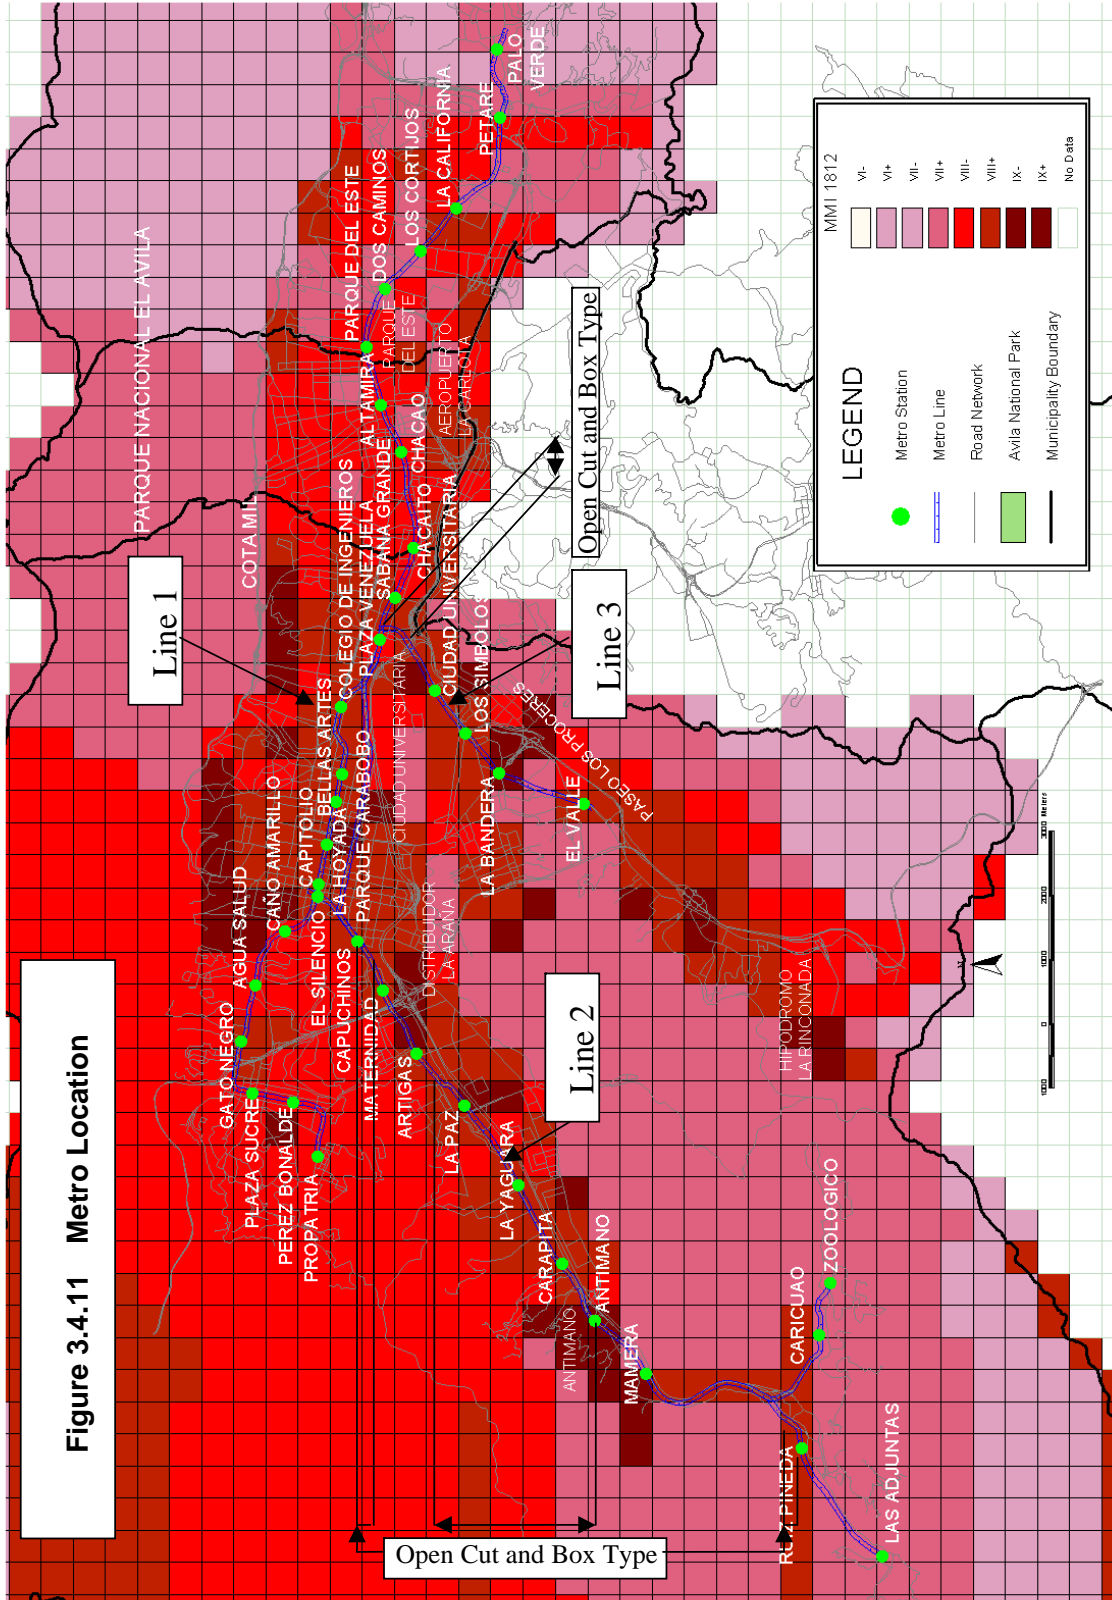 Figure 3.4.11 Metro Location
PARQUE NACIONAL EL AVILA
COTA MIL
Line 1
PROPATRIA
PEREZ BONALDE
PLAZA SUCRE
GATO NEGRO
AGUA SALUD
CAÑO AMARILLO
CAPITOLIO
EL SILENCIO
LA HOYADA
PARQUE CARABOBO
BELLAS ARTES
COLEGIO DE INGENIEROS
PLAZA VENEZUELA
SABANA GRANDE
CHACAITO
CHACAO
ALTAMIRA
PARQUE DEL ESTE
DOS CAMINOS
LOS CORTIJOS
LA CALIFORNIA
PETARE
PALO
VERDE
PARQUE
DEL ESTE
AEROPUERTO
LA CARLOTA
CIUDAD UNIVERSITARIA
CIUDAD UNIVERSITARIA
LOS SIMBOLOS
LA BANDERA
EL VALLE
PASEO LOS PROCERES
Line 3
Open Cut and Box Type
CAPUCHINOS
MATERNIDAD
ARTIGAS
LA PAZ
LA YAGUARA
CARAPITA
ANTIMANO
ANTIMANO
MAMERA
CARICUAO
ZOOLOGICO
RUIZ PINEDA
LAS ADJUNTAS
DISTRIBUIDOR
LA ARAÑA
Line 2
HIPODROMO
LA RINCONADA
Open Cut and Box Type
1000 0 1000 2000 3000 Meters
N
LEGEND
Metro Station
Metro Line
Road Network
Avila National Park
Municipality Boundary
MMI 1812
VI-
VI+
VII-
VII+
VIII-
VIII+
IX-
IX+
No Data